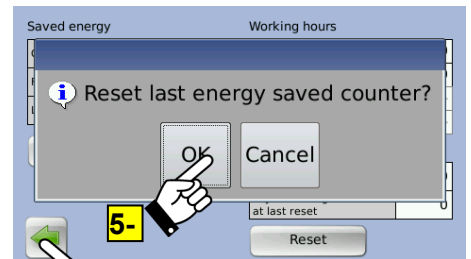 Saved energy Working hours
Reset last energy saved counter?
OK Cancel
5-
at last reset 0
Reset